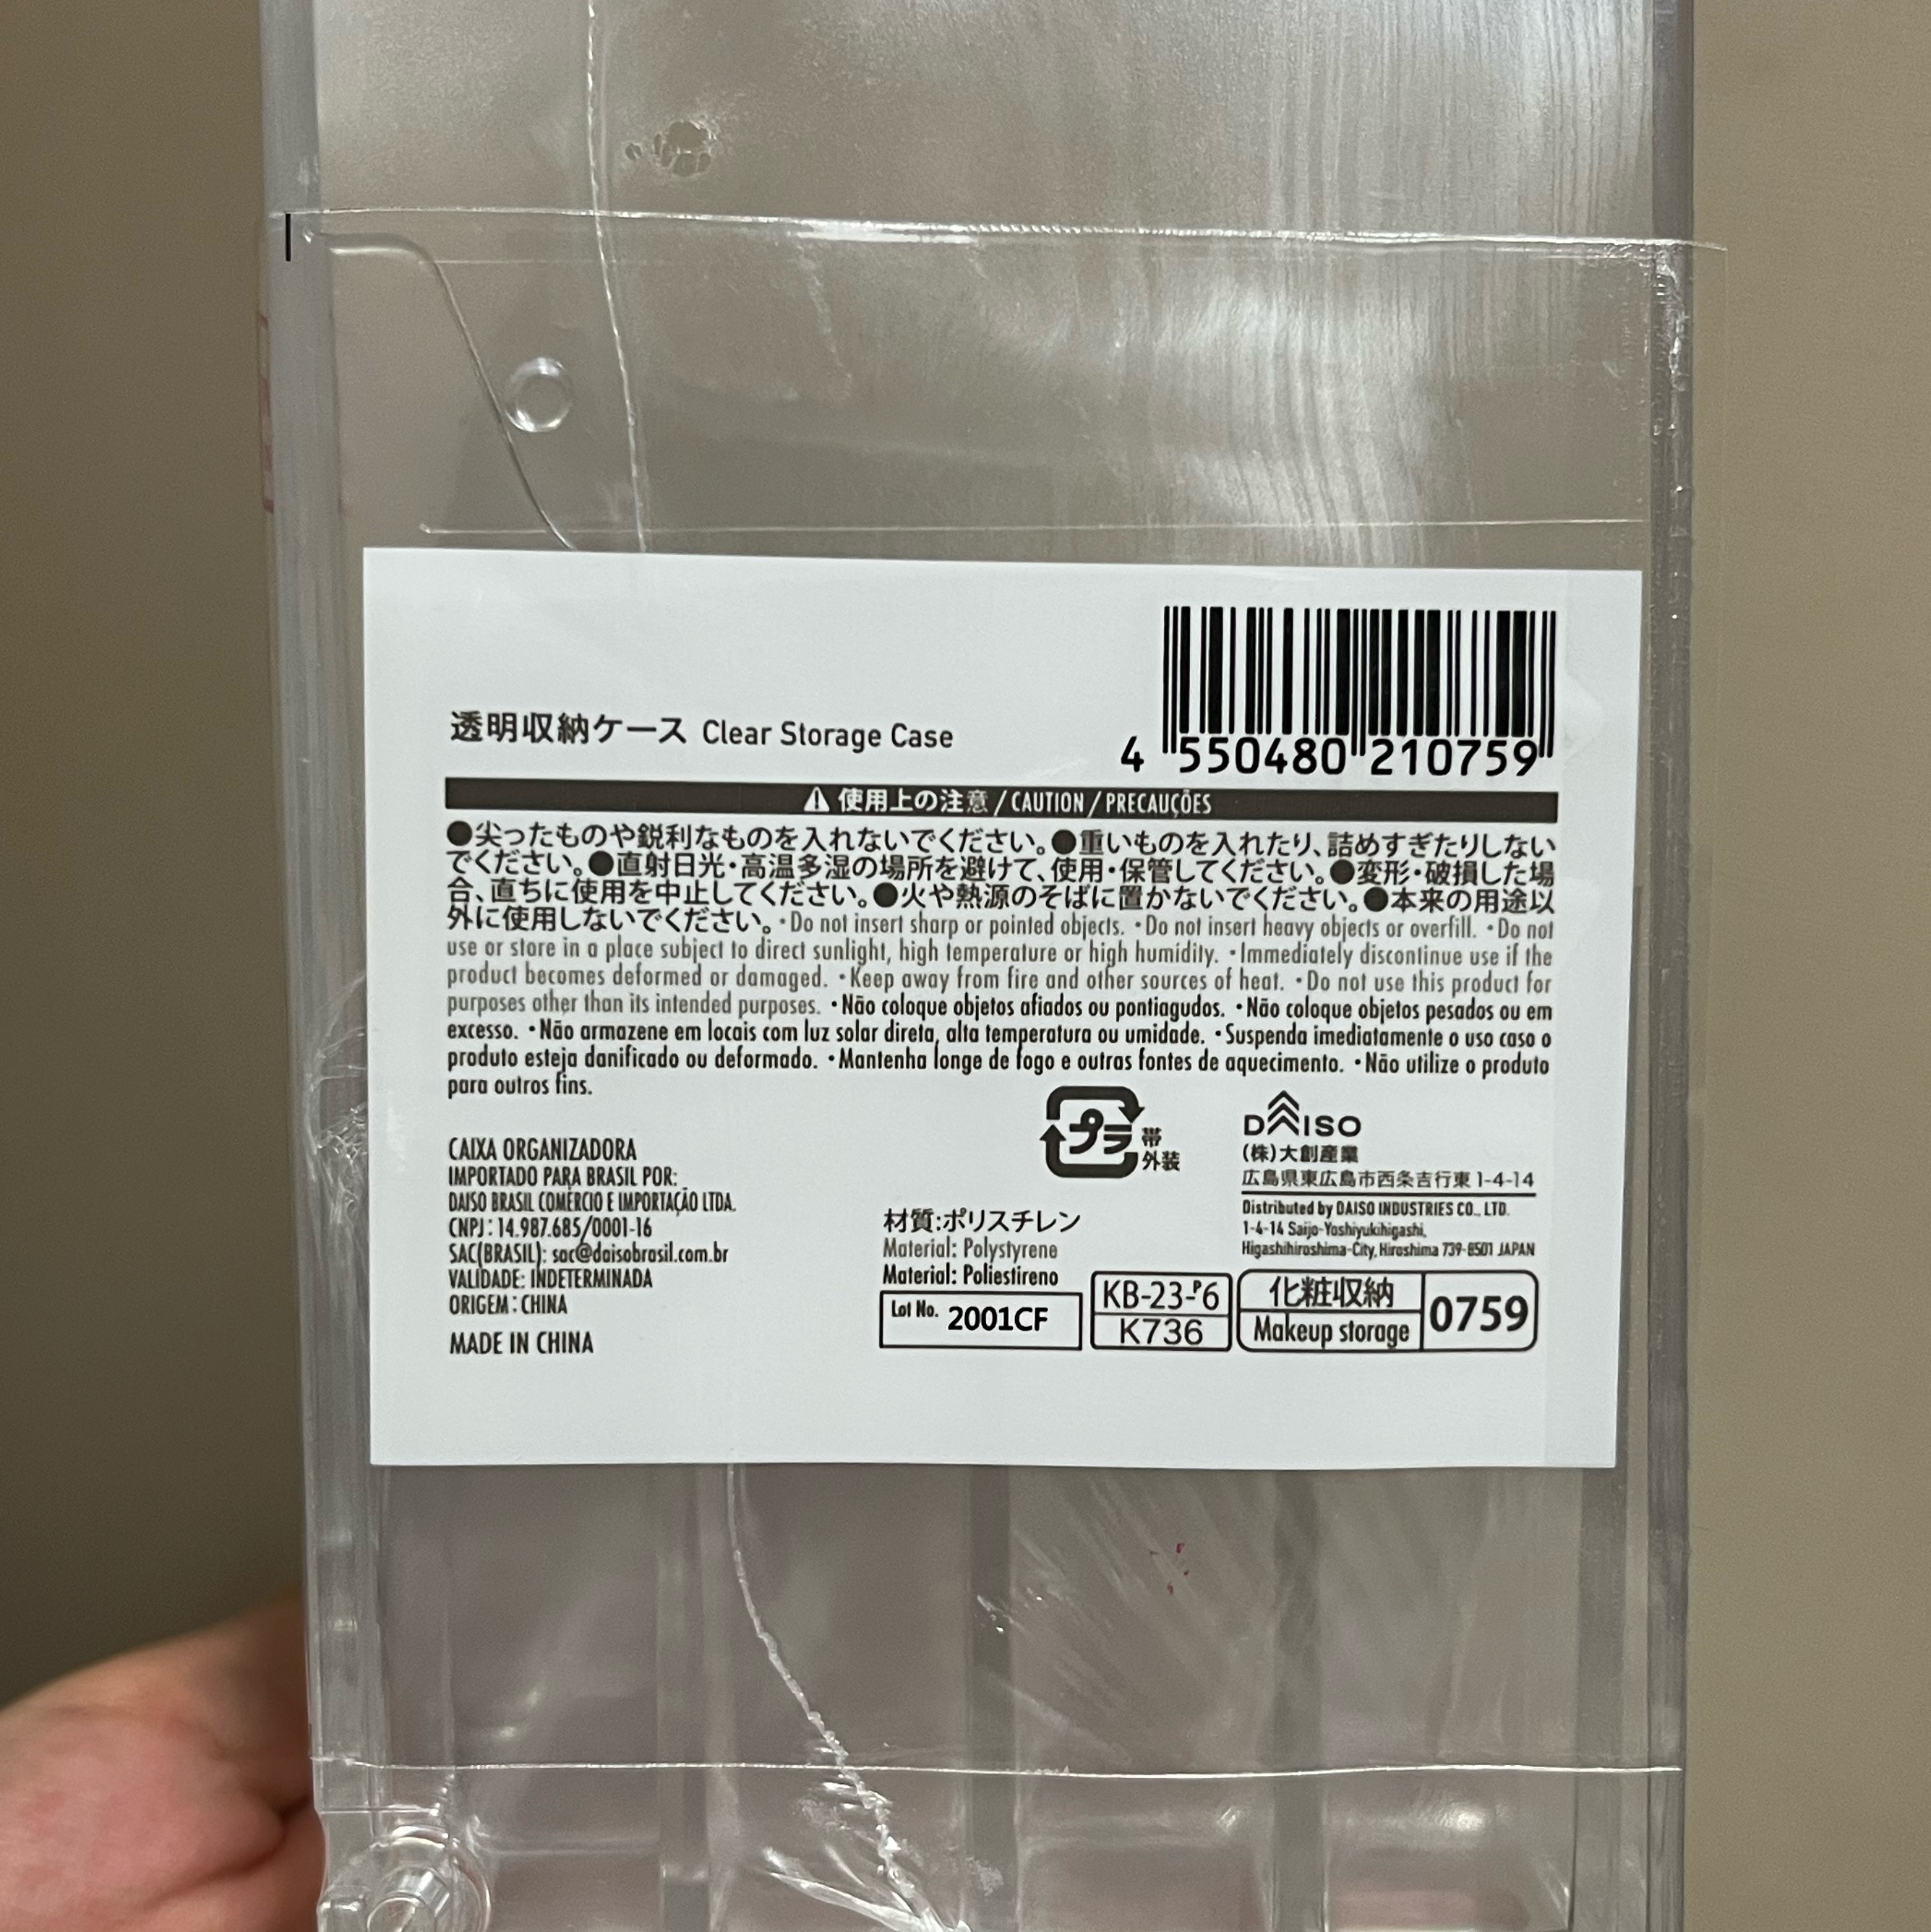 透明収納ケース Clear Storage Case
4 550480 210759
⚠使用上の注意/CAUTION/PRECAUÇÕES
●尖ったものや鋭利なものを入れないでください。●重いものを入れたり、詰めすぎたりしない
でください。●直射日光・高温多湿の場所を避けて、使用・保管してください。●変形・破損した場
合、直ちに使用を中止してください。●火や熱源のそばに置かないでください。●本来の用途以
外に使用しないでください。・Do not insert sharp or pointed objects. ・Do not insert heavy objects or overfill. ・Do not
use or store in a place subject to direct sunlight, high temperature or high humidity. ・Immediately discontinue use if the
product becomes deformed or damaged. ・Keep away from fire and other sources of heat. ・Do not use this product for
purposes other than its intended purposes. ・Não coloque objetos afiados ou pontiagudos. ・Não coloque objetos pesados ou em
excesso. ・Não armazene em locais com luz solar direta, alta temperatura ou umidade. ・Suspenda imediatamente o uso caso o
produto esteja danificado ou deformado. ・Mantenha longe de fogo e outras fontes de aquecimento. ・Não utilize o produto
para outros fins.
CAIXA ORGANIZADORA
IMPORTADO PARA BRASIL POR:
DAISO BRASIL COMÉRCIO E IMPORTAÇÃO LTDA.
CNPJ: 14.987.685/0001-16
SAC(BRASIL): sac@daisobrasil.com.br
VALIDADE: INDETERMINADA
ORIGEM: CHINA
MADE IN CHINA
プラ 帯
外装
材質:ポリスチレン
Material: Polystyrene
Material: Poliestireno
Lot No. 2001CF
KB-23-P6
K736
DAISO
(株)大創産業
広島県東広島市西条吉行東1-4-14
Distributed by DAISO INDUSTRIES CO., LTD.
1-4-14 Saijo-Yoshiyukihigashi,
Higashihiroshima-City, Hiroshima 739-8501 JAPAN
化粧収納
Makeup storage
0759